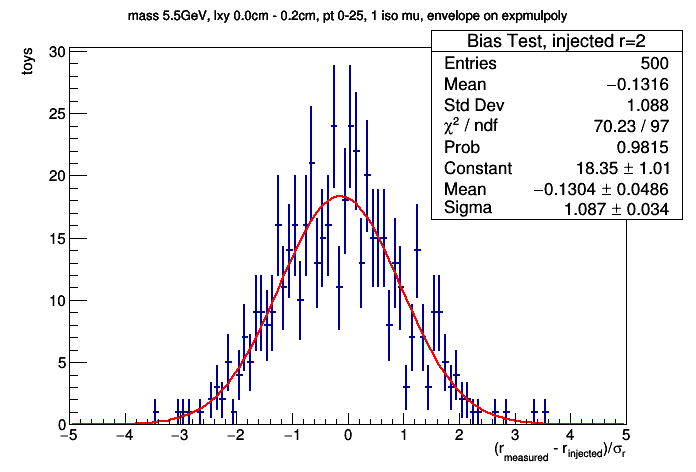 mass 5.5GeV, lxy 0.0cm - 0.2cm, pt 0-25, 1 iso mu, envelope on expmulpoly
Bias Test, injected r=2
Entries 500
Mean −0.1316
Std Dev 1.088
χ² / ndf 70.23 / 97
Prob 0.9815
Constant 18.35 ± 1.01
Mean −0.1304 ± 0.0486
Sigma 1.087 ± 0.034
toys
30
25
20
15
10
5
0
−5 −4 −3 −2 −1 0 1 2 3 4 5
(r_measured - r_injected)/σ_r